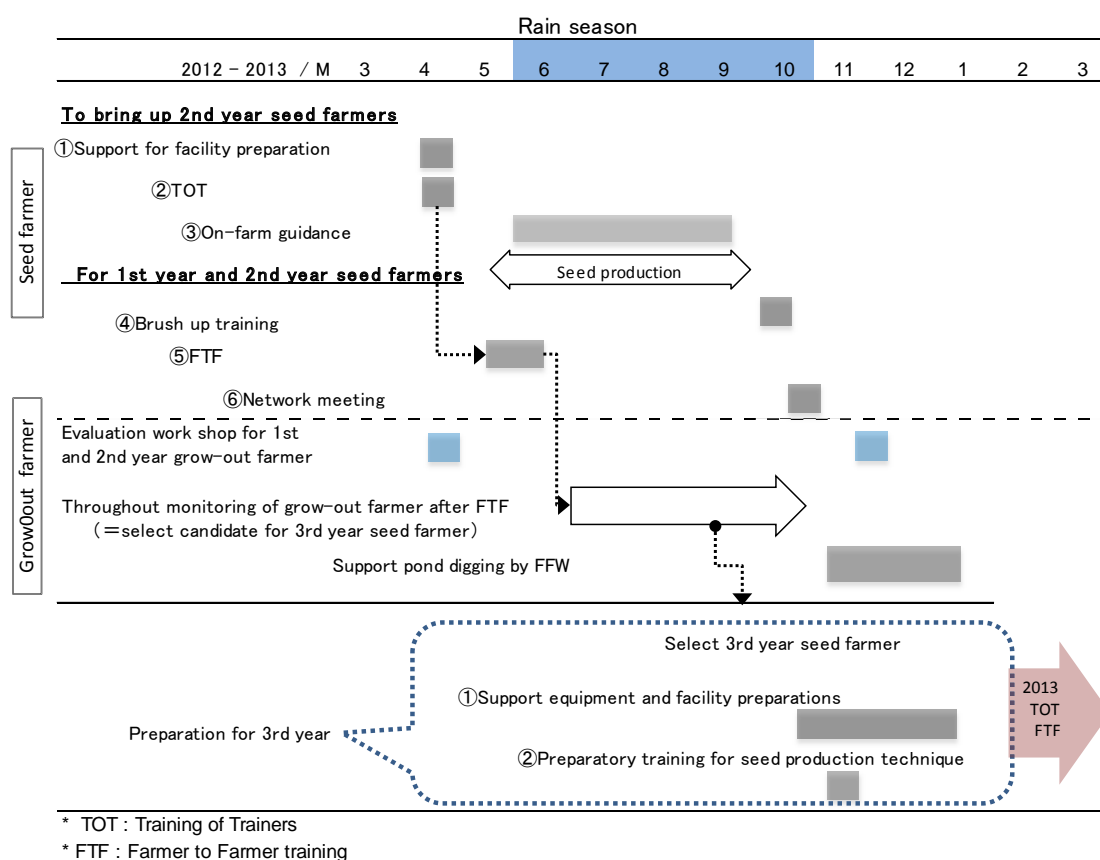 Rain season
2012 - 2013 / M 3 4 5 6 7 8 9 10 11 12 1 2 3
To bring up 2nd year seed farmers
①Support for facility preparation
②TOT
③On-farm guidance
Seed farmer
Seed production
For 1st year and 2nd year seed farmers
④Brush up training
⑤FTF
⑥Network meeting
Grow0out farmer
Evaluation work shop for 1st
and 2nd year grow-out farmer
Throughout monitoring of grow-out farmer after FTF
(=select candidate for 3rd year seed farmer)
Support pond digging by FFW
Select 3rd year seed farmer
①Support equipment and facility preparations
Preparation for 3rd year
②Preparatory training for seed production technique
2013
TOT
FTF
* TOT : Training of Trainers
* FTF : Farmer to Farmer training